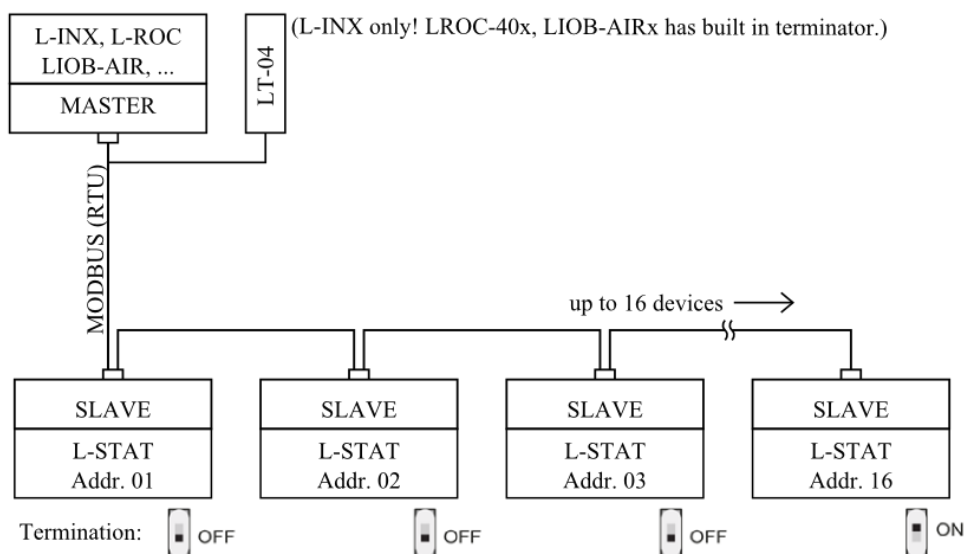 L-INX, L-ROC
LIOB-AIR, ...
MASTER
LT-04
(L-INX only! LROC-40x, LIOB-AIRx has built in terminator.)
MODBUS (RTU)
up to 16 devices
SLAVE
L-STAT
Addr. 01
SLAVE
L-STAT
Addr. 02
SLAVE
L-STAT
Addr. 03
SLAVE
L-STAT
Addr. 16
Termination:
OFF
OFF
OFF
ON